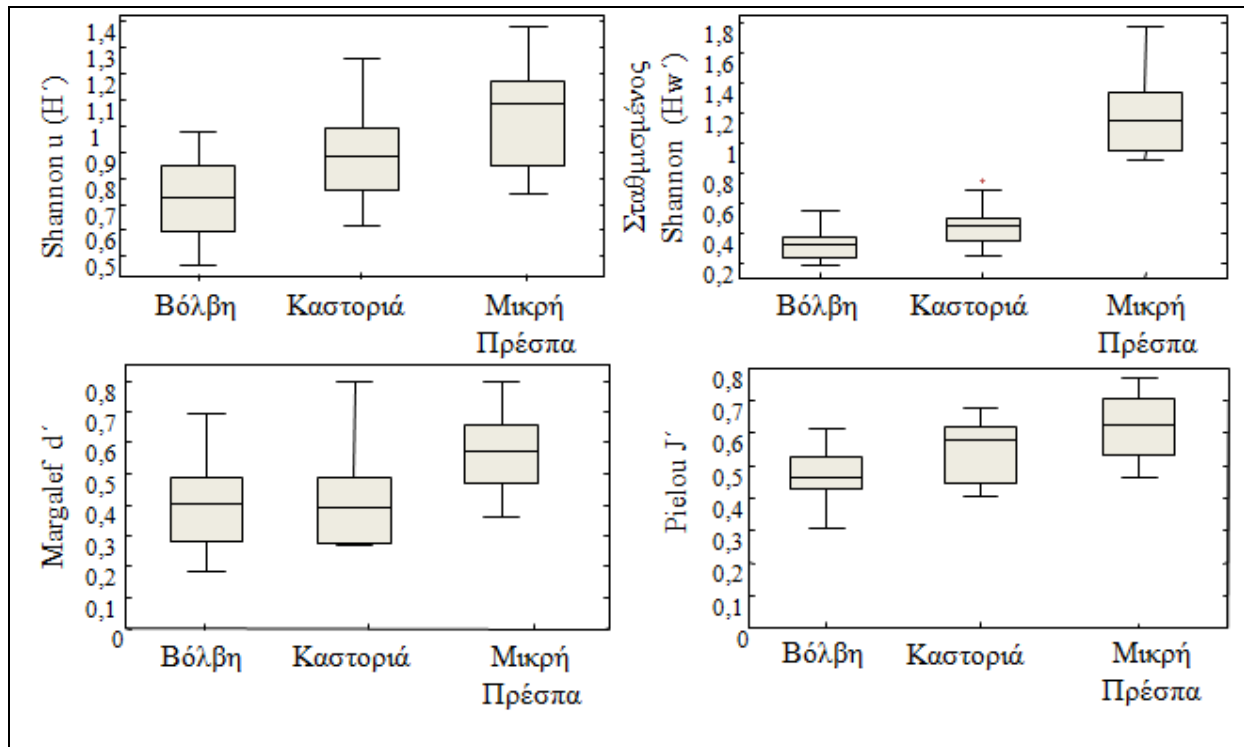 Shannon u (H´)
1,4
1,3
1,2
1,1
1
0,9
0,8
0,7
0,6
0,5
Βόλβη
Καστοριά
Μικρή
Πρέσπα
Σταθμισμένος
Shannon (Hw´)
1,8
1,6
1,4
1,2
1
0,8
0,6
0,4
0,2
Βόλβη
Καστοριά
Μικρή
Πρέσπα
Margalef d´
0,8
0,7
0,6
0,5
0,4
0,3
0,2
0,1
0
Βόλβη
Καστοριά
Μικρή
Πρέσπα
Pielou J´
0,8
0,7
0,6
0,5
0,4
0,3
0,2
0,1
0
Βόλβη
Καστοριά
Μικρή
Πρέσπα